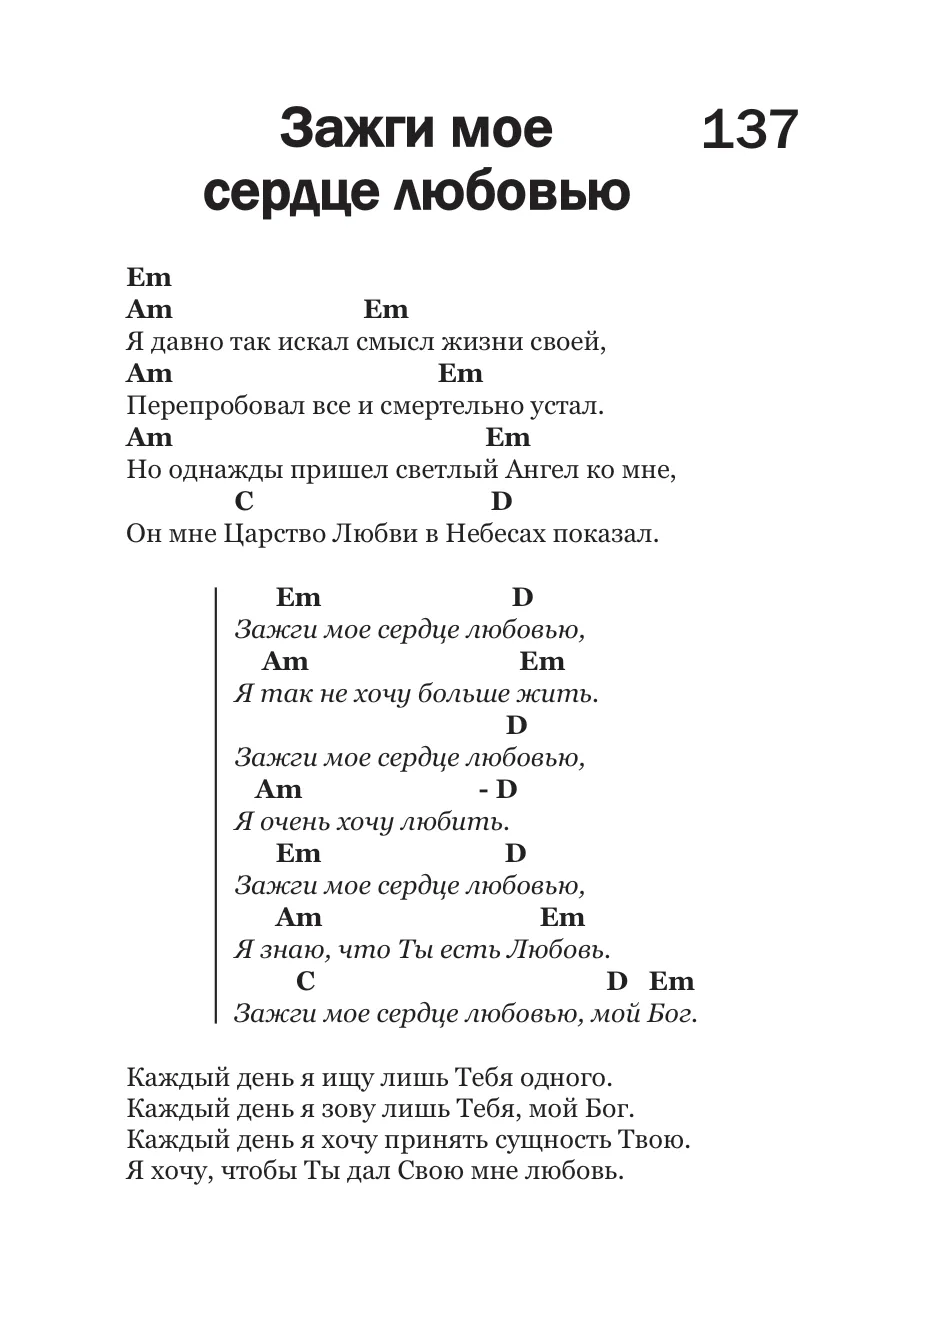 Зажги мое 137
сердце любовью
Em
Am Em
Я давно так искал смысл жизни своей,
Am Em
Перепробовал все и смертельно устал.
Am Em
Но однажды пришел светлый Ангел ко мне,
C D
Он мне Царство Любви в Небесах показал.
Em D
Зажги мое сердце любовью,
Am Em
Я так не хочу больше жить.
D
Зажги мое сердце любовью,
Am - D
Я очень хочу любить.
Em D
Зажги мое сердце любовью,
Am Em
Я знаю, что Ты есть Любовь.
C D Em
Зажги мое сердце любовью, мой Бог.
Каждый день я ищу лишь Тебя одного.
Каждый день я зову лишь Тебя, мой Бог.
Каждый день я хочу принять сущность Твою.
Я хочу, чтобы Ты дал Свою мне любовь.